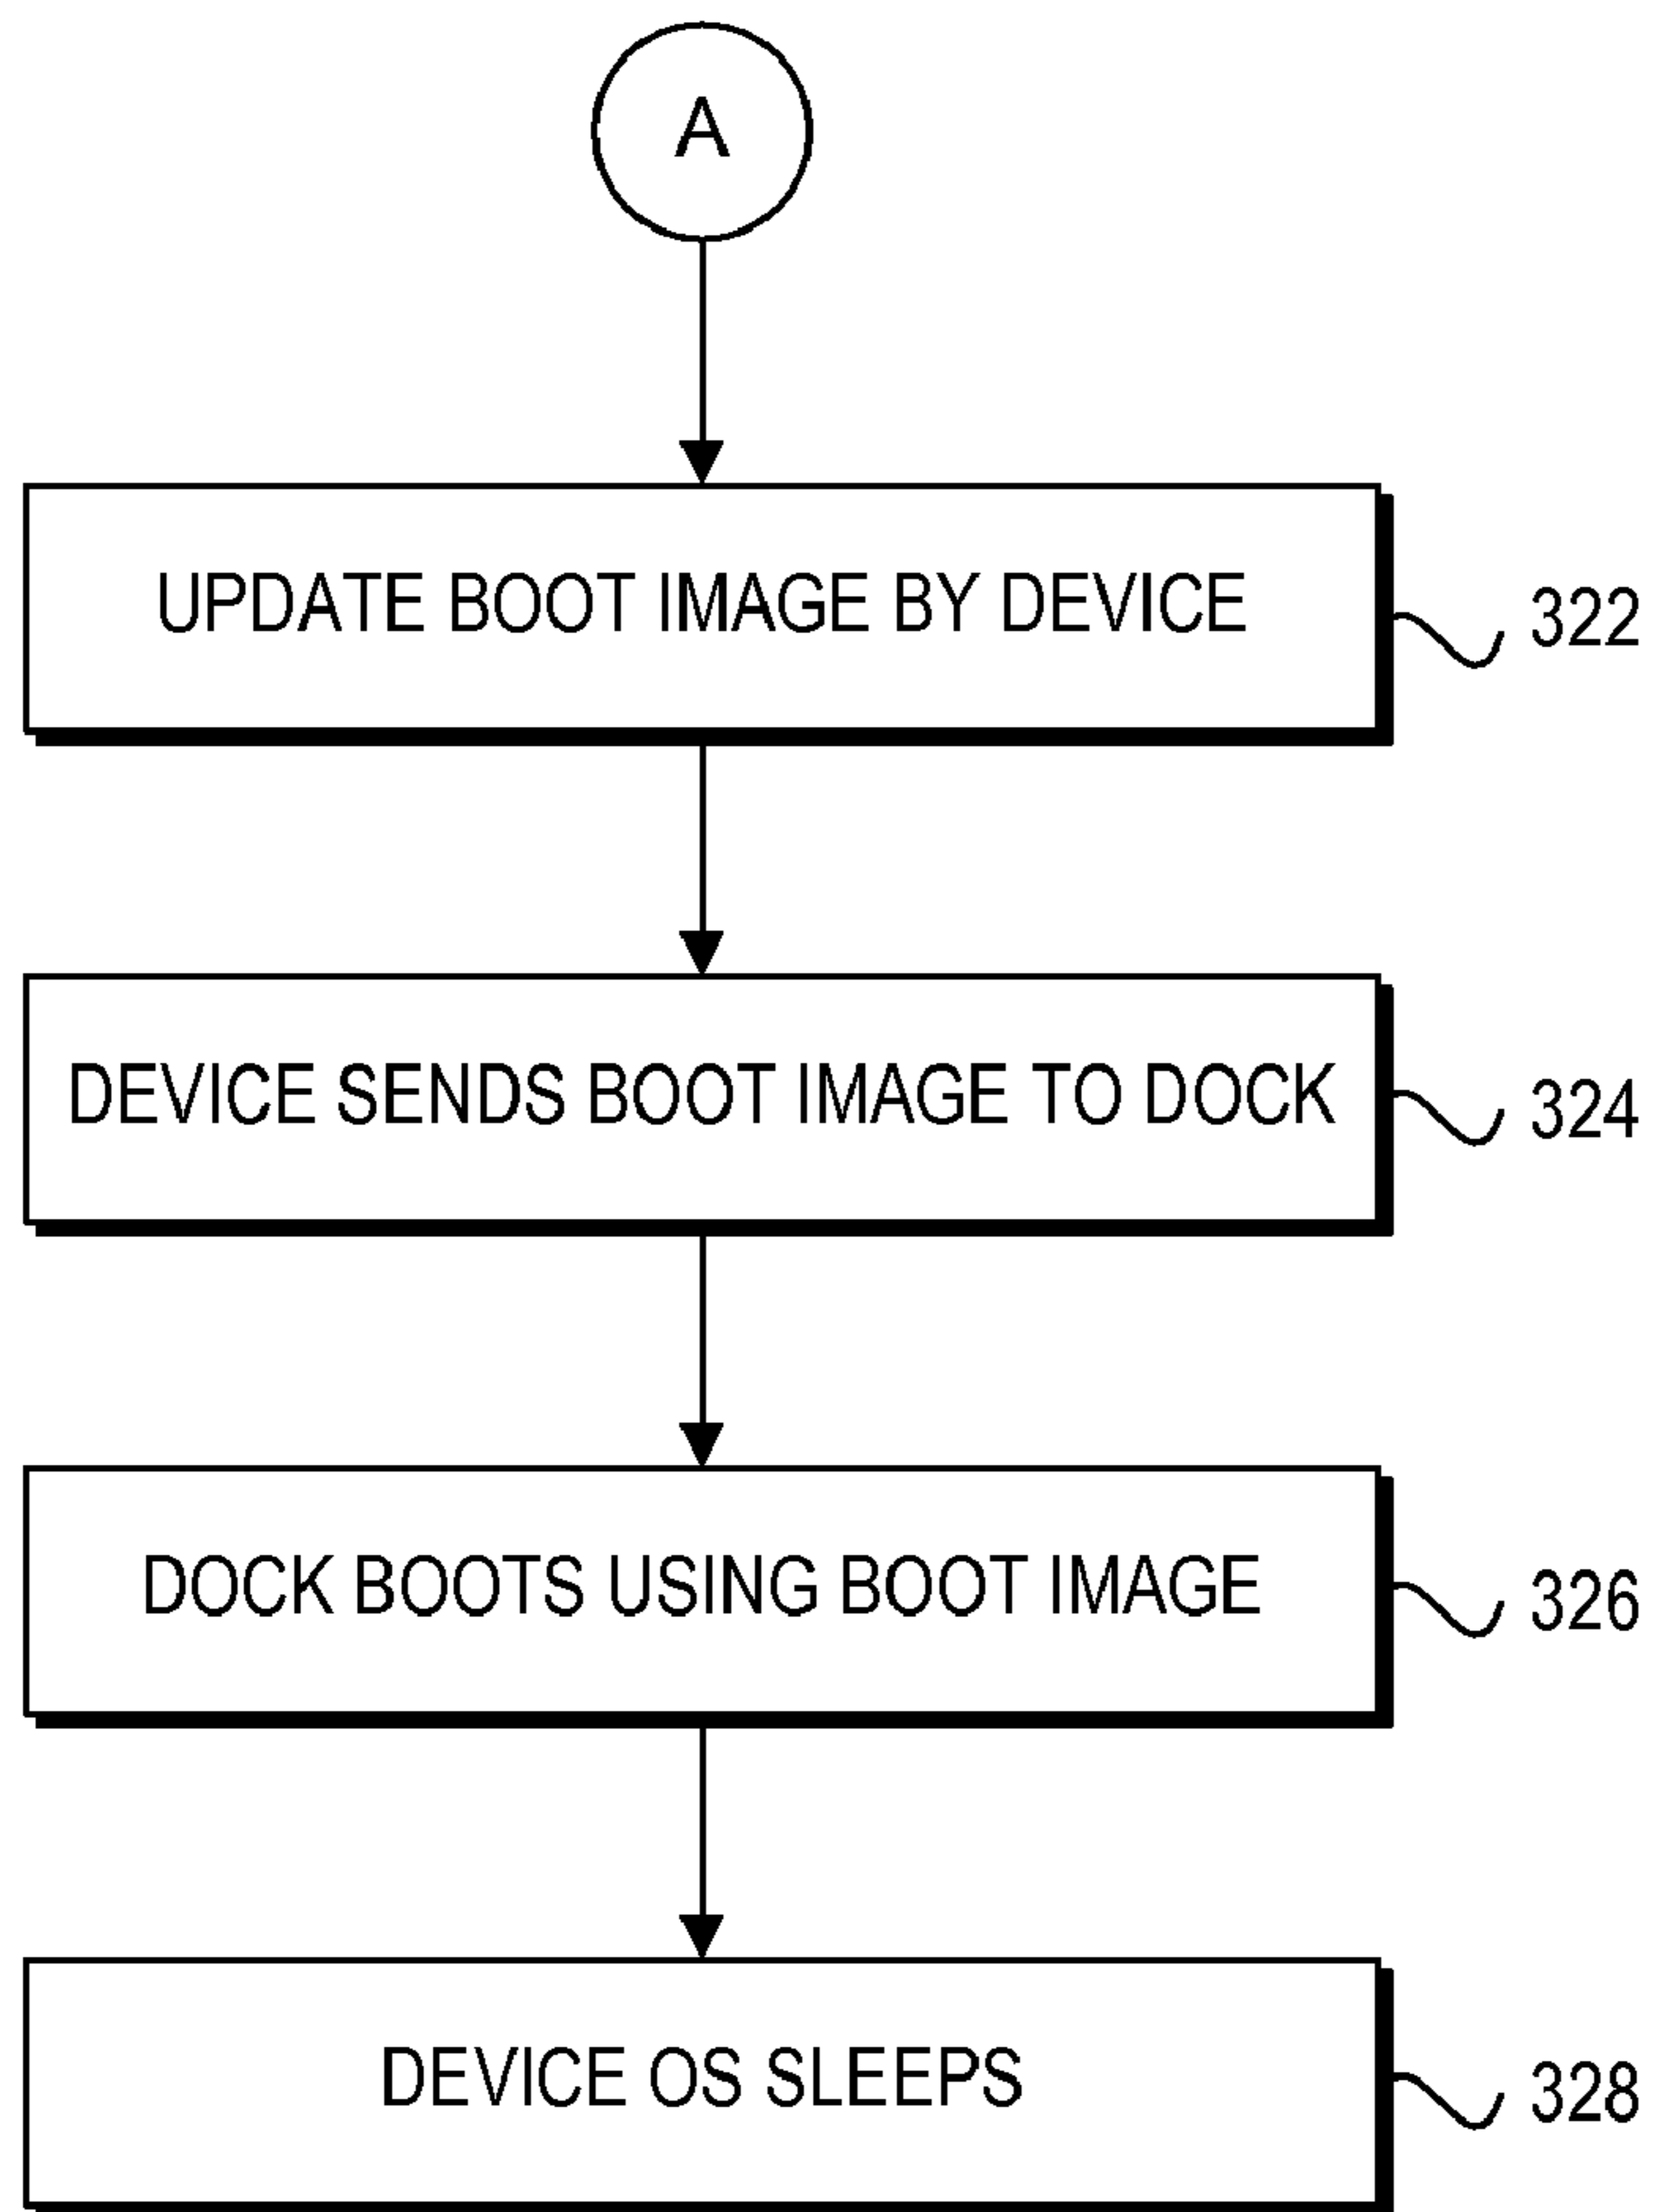 A
UPDATE BOOT IMAGE BY DEVICE
322
DEVICE SENDS BOOT IMAGE TO DOCK
324
DOCK BOOTS USING BOOT IMAGE
326
DEVICE OS SLEEPS
328